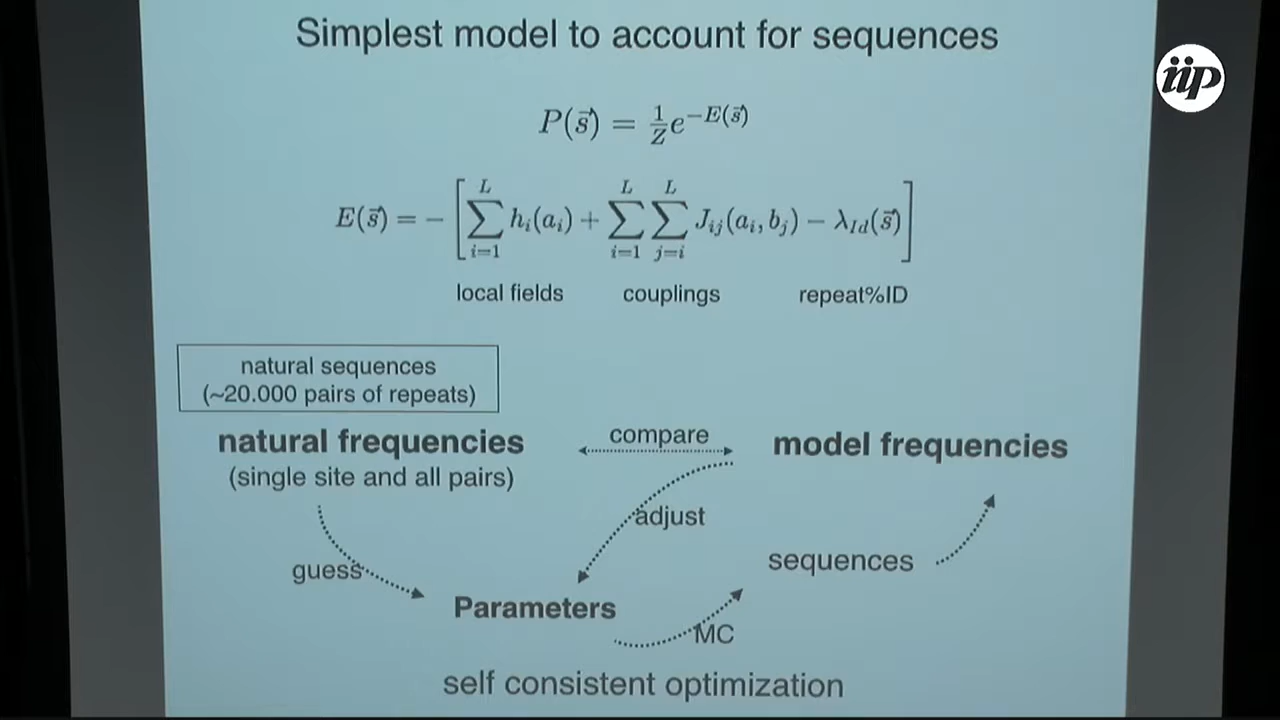 Simplest model to account for sequences
iip
P(s⃗) = 1/Z e^{-E(s⃗)}
E(s⃗) = − [ ∑_{i=1}^{L} h_i(a_i) + ∑_{i=1}^{L} ∑_{j=i}^{L} J_{ij}(a_i, b_j) − λ_{Id}(s⃗) ]
local fields couplings repeat%ID
natural sequences
(~20.000 pairs of repeats)
natural frequencies compare model frequencies
(single site and all pairs)
adjust
guess sequences
Parameters
MC
self consistent optimization